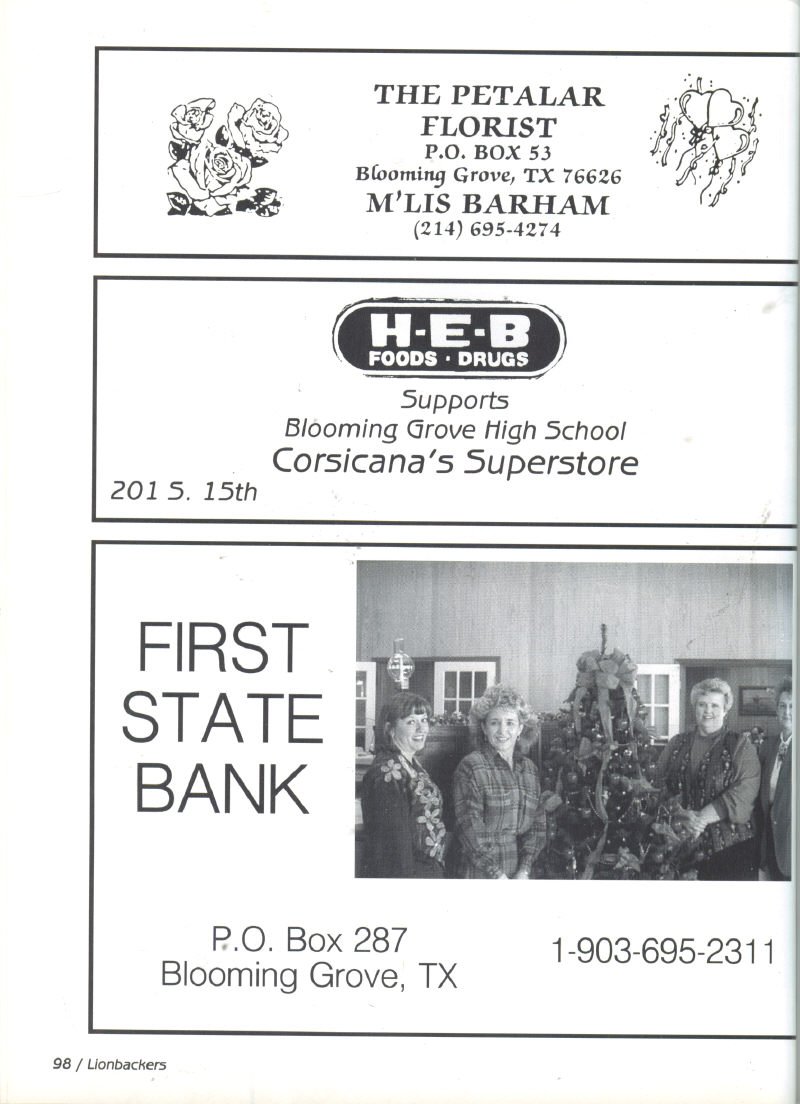 THE PETALAR
FLORIST
P.O. BOX 53
Blooming Grove, TX 76626
M'LIS BARHAM
(214) 695-4274
H-E-B
FOODS · DRUGS
Supports
Blooming Grove High School
Corsicana's Superstore
201 S. 15th
FIRST
STATE
BANK
P.O. Box 287
Blooming Grove, TX
1-903-695-2311
98 / Lionbackers